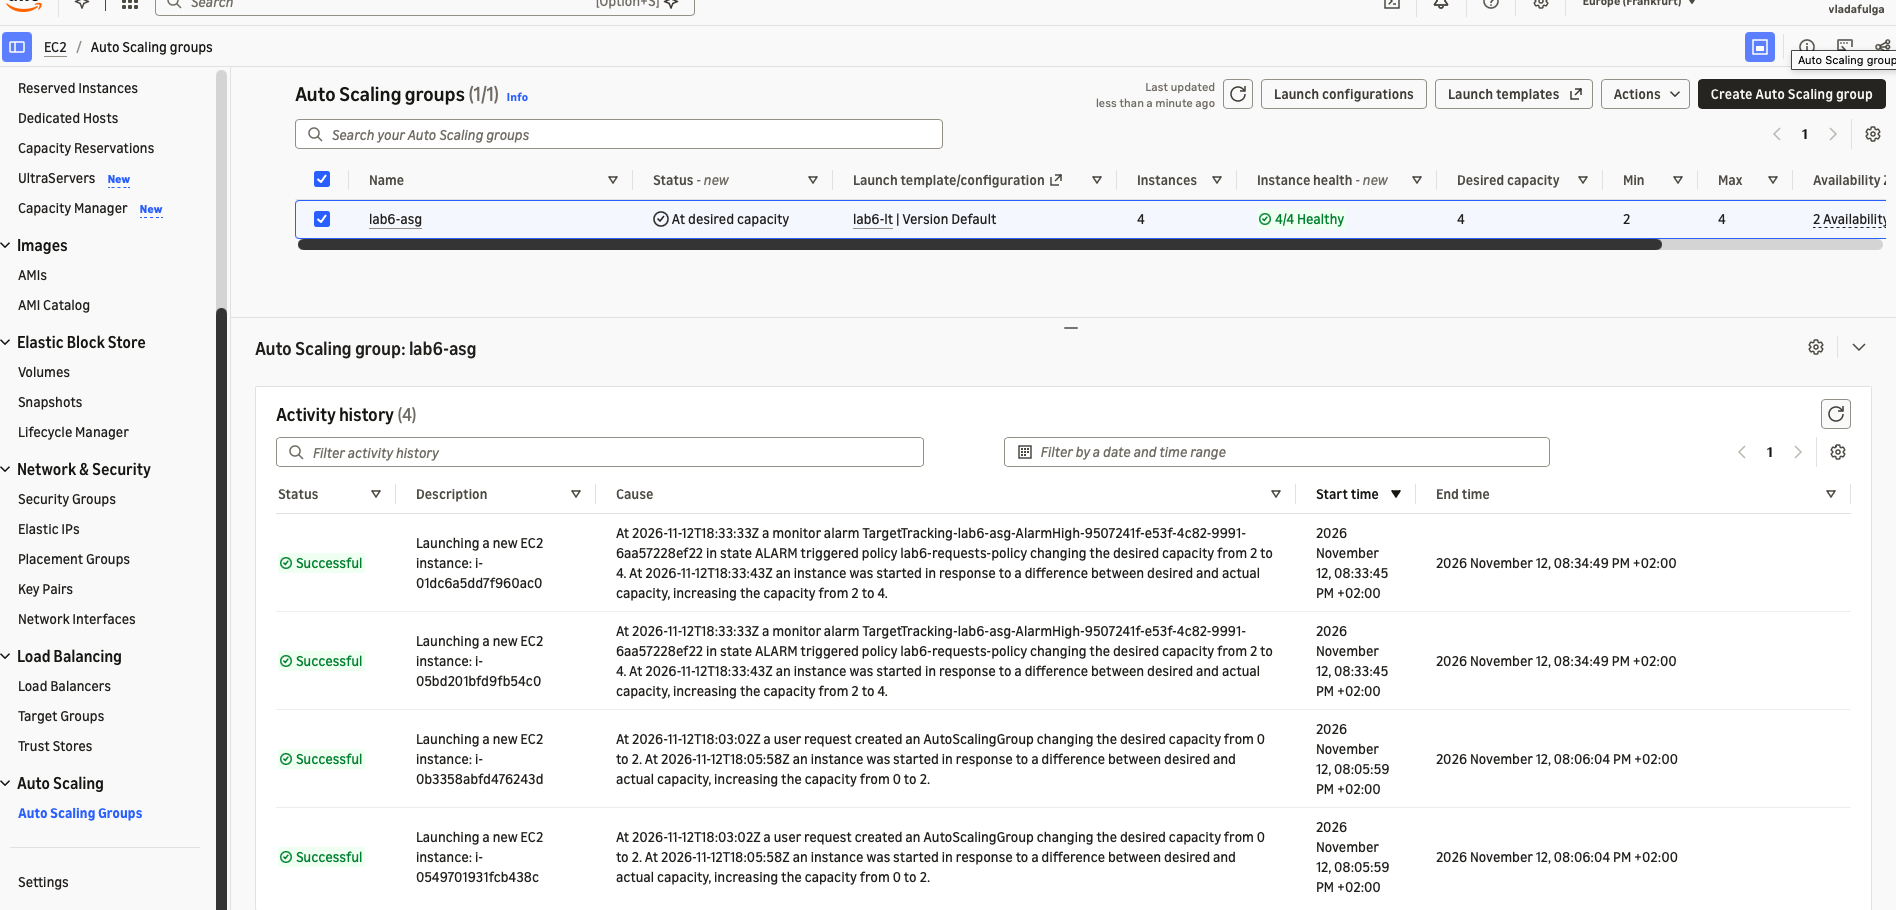 Search
[Option+S]
Europe (Frankfurt)
vladafulga
EC2 / Auto Scaling groups
Auto Scaling group
Reserved Instances
Dedicated Hosts
Capacity Reservations
UltraServers New
Capacity Manager New
Images
AMIs
AMI Catalog
Elastic Block Store
Volumes
Snapshots
Lifecycle Manager
Network & Security
Security Groups
Elastic IPs
Placement Groups
Key Pairs
Network Interfaces
Load Balancing
Load Balancers
Target Groups
Trust Stores
Auto Scaling
Auto Scaling Groups
Settings
Auto Scaling groups (1/1) Info
Last updated
less than a minute ago
Launch configurations
Launch templates
Actions
Create Auto Scaling group
Search your Auto Scaling groups
1
Name Status - new Launch template/configuration Instances Instance health - new Desired capacity Min Max Availability Z
lab6-asg At desired capacity lab6-lt | Version Default 4 4/4 Healthy 4 2 4 2 Availability
Auto Scaling group: lab6-asg
Activity history (4)
Filter activity history
Filter by a date and time range
1
Status Description Cause Start time End time
Successful
Launching a new EC2
instance: i-
01dc6a5dd7f960ac0
At 2026-11-12T18:33:33Z a monitor alarm TargetTracking-lab6-asg-AlarmHigh-9507241f-e53f-4c82-9991-
6aa57228ef22 in state ALARM triggered policy lab6-requests-policy changing the desired capacity from 2 to
4. At 2026-11-12T18:33:43Z an instance was started in response to a difference between desired and actual
capacity, increasing the capacity from 2 to 4.
2026
November
12, 08:33:45
PM +02:00
2026 November 12, 08:34:49 PM +02:00
Successful
Launching a new EC2
instance: i-
05bd201bfd9fb54c0
At 2026-11-12T18:33:33Z a monitor alarm TargetTracking-lab6-asg-AlarmHigh-9507241f-e53f-4c82-9991-
6aa57228ef22 in state ALARM triggered policy lab6-requests-policy changing the desired capacity from 2 to
4. At 2026-11-12T18:33:43Z an instance was started in response to a difference between desired and actual
capacity, increasing the capacity from 2 to 4.
2026
November
12, 08:33:45
PM +02:00
2026 November 12, 08:34:49 PM +02:00
Successful
Launching a new EC2
instance: i-
0b3358abfd476243d
At 2026-11-12T18:03:02Z a user request created an AutoScalingGroup changing the desired capacity from 0
to 2. At 2026-11-12T18:05:58Z an instance was started in response to a difference between desired and
actual capacity, increasing the capacity from 0 to 2.
2026
November
12, 08:05:59
PM +02:00
2026 November 12, 08:06:04 PM +02:00
Successful
Launching a new EC2
instance: i-
0549701931fcb438c
At 2026-11-12T18:03:02Z a user request created an AutoScalingGroup changing the desired capacity from 0
to 2. At 2026-11-12T18:05:58Z an instance was started in response to a difference between desired and
actual capacity, increasing the capacity from 0 to 2.
2026
November
12, 08:05:59
PM +02:00
2026 November 12, 08:06:04 PM +02:00